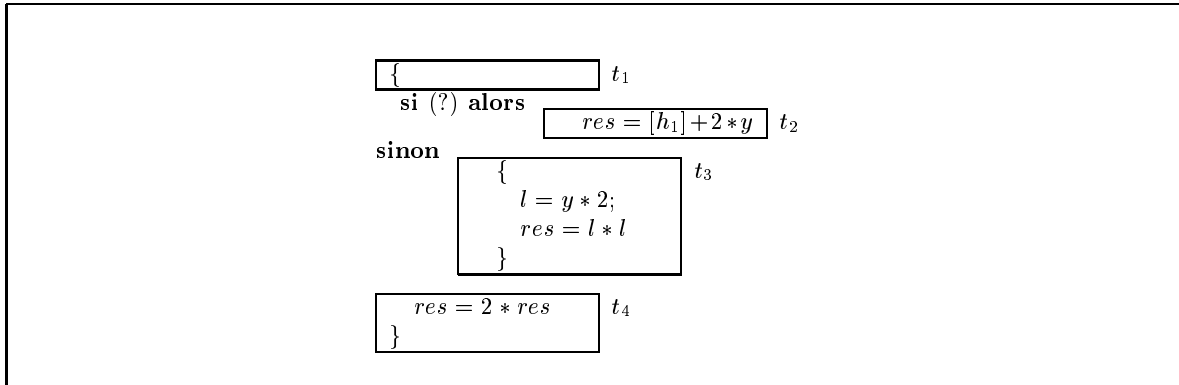 { t₁
si (?) alors
res = [h₁]+2*y t₂
sinon
{ t₃
l = y * 2;
res = l * l
}
res = 2 * res t₄
}